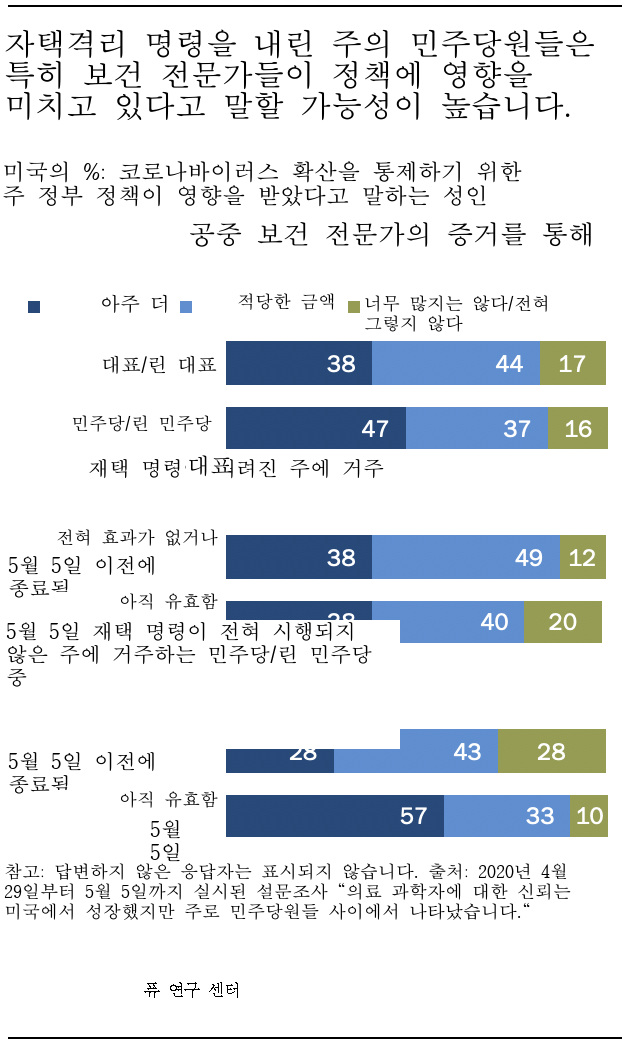 자택격리 명령을 내린 주의 민주당원들은
특히 보건 전문가들이 정책에 영향을
미치고 있다고 말할 가능성이 높습니다.
미국의 %: 코로나바이러스 확산을 통제하기 위한
주 정부 정책이 영향을 받았다고 말하는 성인
공중 보건 전문가의 증거를 통해
아주 더
적당한 금액
너무 많지는 않다/전혀
그렇지 않다
대표/린 대표 38 44 17
민주당/린 민주당 47 37 16
재택 명령 대표 려진 주에 거주
전혀 효과가 없거나 38 49 12
5월 5일 이전에
종료됨
아직 유효함 38 40 20
5월 5일 재택 명령이 전혀 시행되지
않은 주에 거주하는 민주당/린 민주당
중
28 43 28
5월 5일 이전에
종료됨
아직 유효함 57 33 10
5월
5일
참고: 답변하지 않은 응답자는 표시되지 않습니다. 출처: 2020년 4월
29일부터 5월 5일까지 실시된 설문조사 “의료 과학자에 대한 신뢰는
미국에서 성장했지만 주로 민주당원들 사이에서 나타났습니다.“
퓨 연구 센터